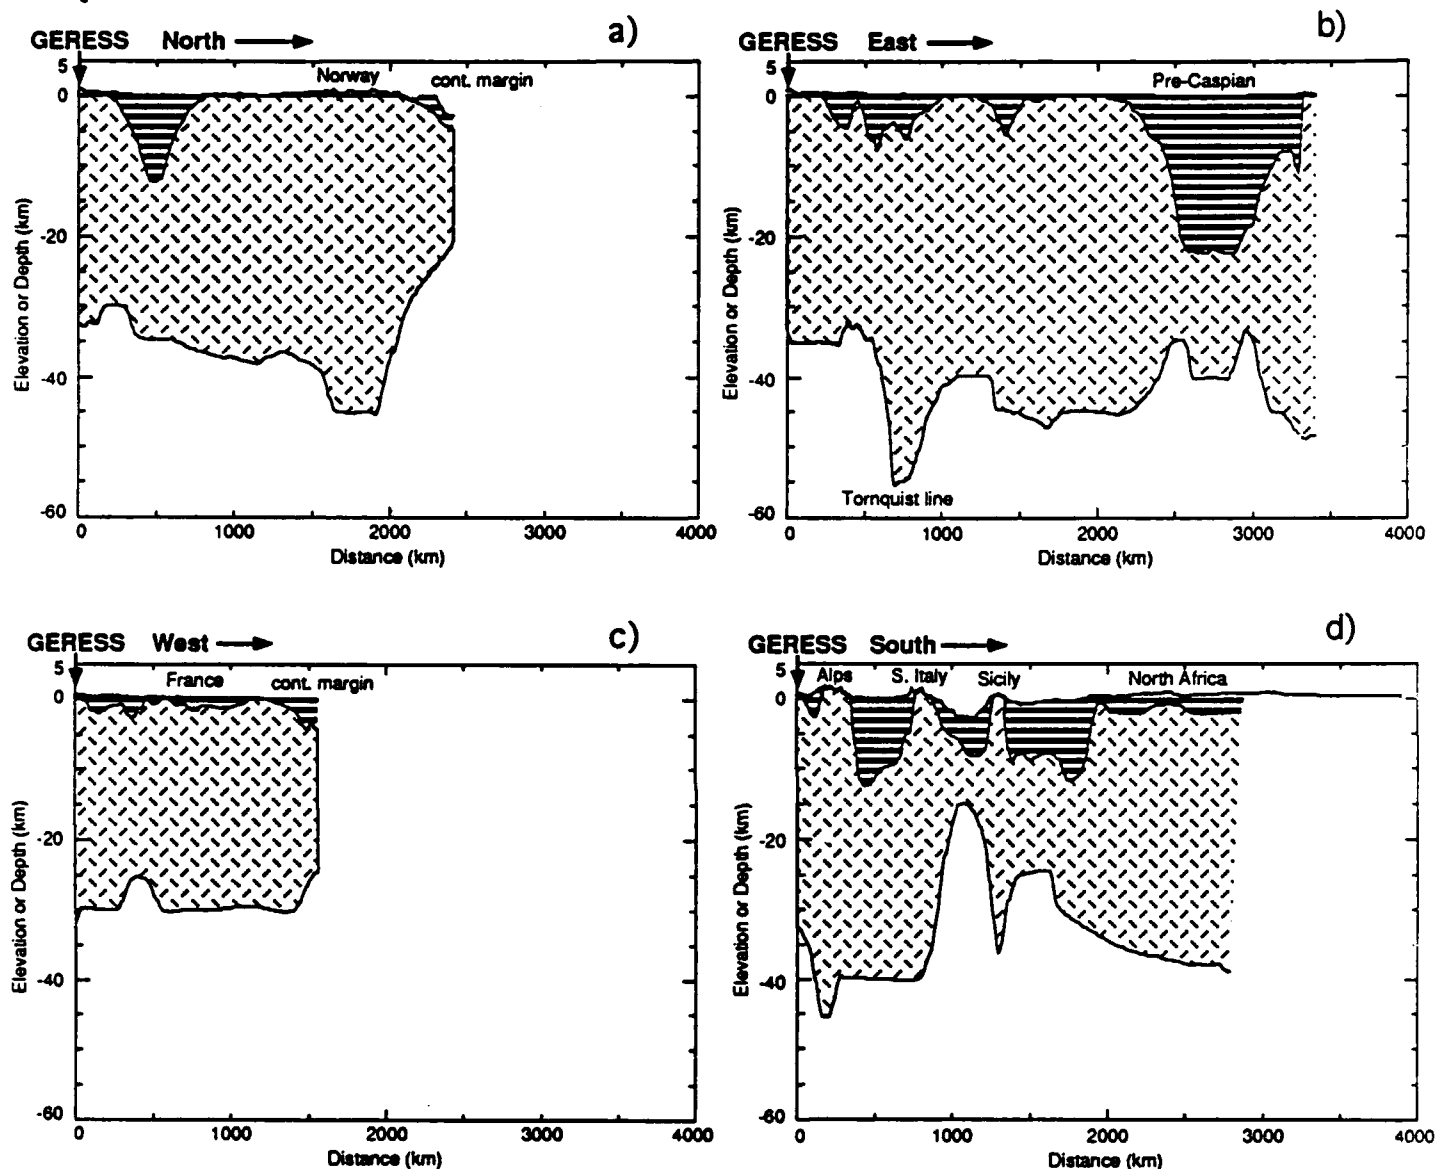 a)
GERESS North
5
0
-20
-40
-60
Elevation or Depth (km)
Norway
cont. margin
0 1000 2000 3000 4000
Distance (km)
b)
GERESS East
5
0
-20
-40
-60
Elevation or Depth (km)
Pre-Caspian
Tornquist line
0 1000 2000 3000 4000
Distance (km)
c)
GERESS West
5
0
-20
-40
-60
Elevation or Depth (km)
France
cont. margin
0 1000 2000 3000 4000
Distance (km)
d)
GERESS South
5
0
-20
-40
-60
Elevation or Depth (km)
Alps
S. Italy
Sicily
North Africa
0 1000 2000 3000 4000
Distance (km)